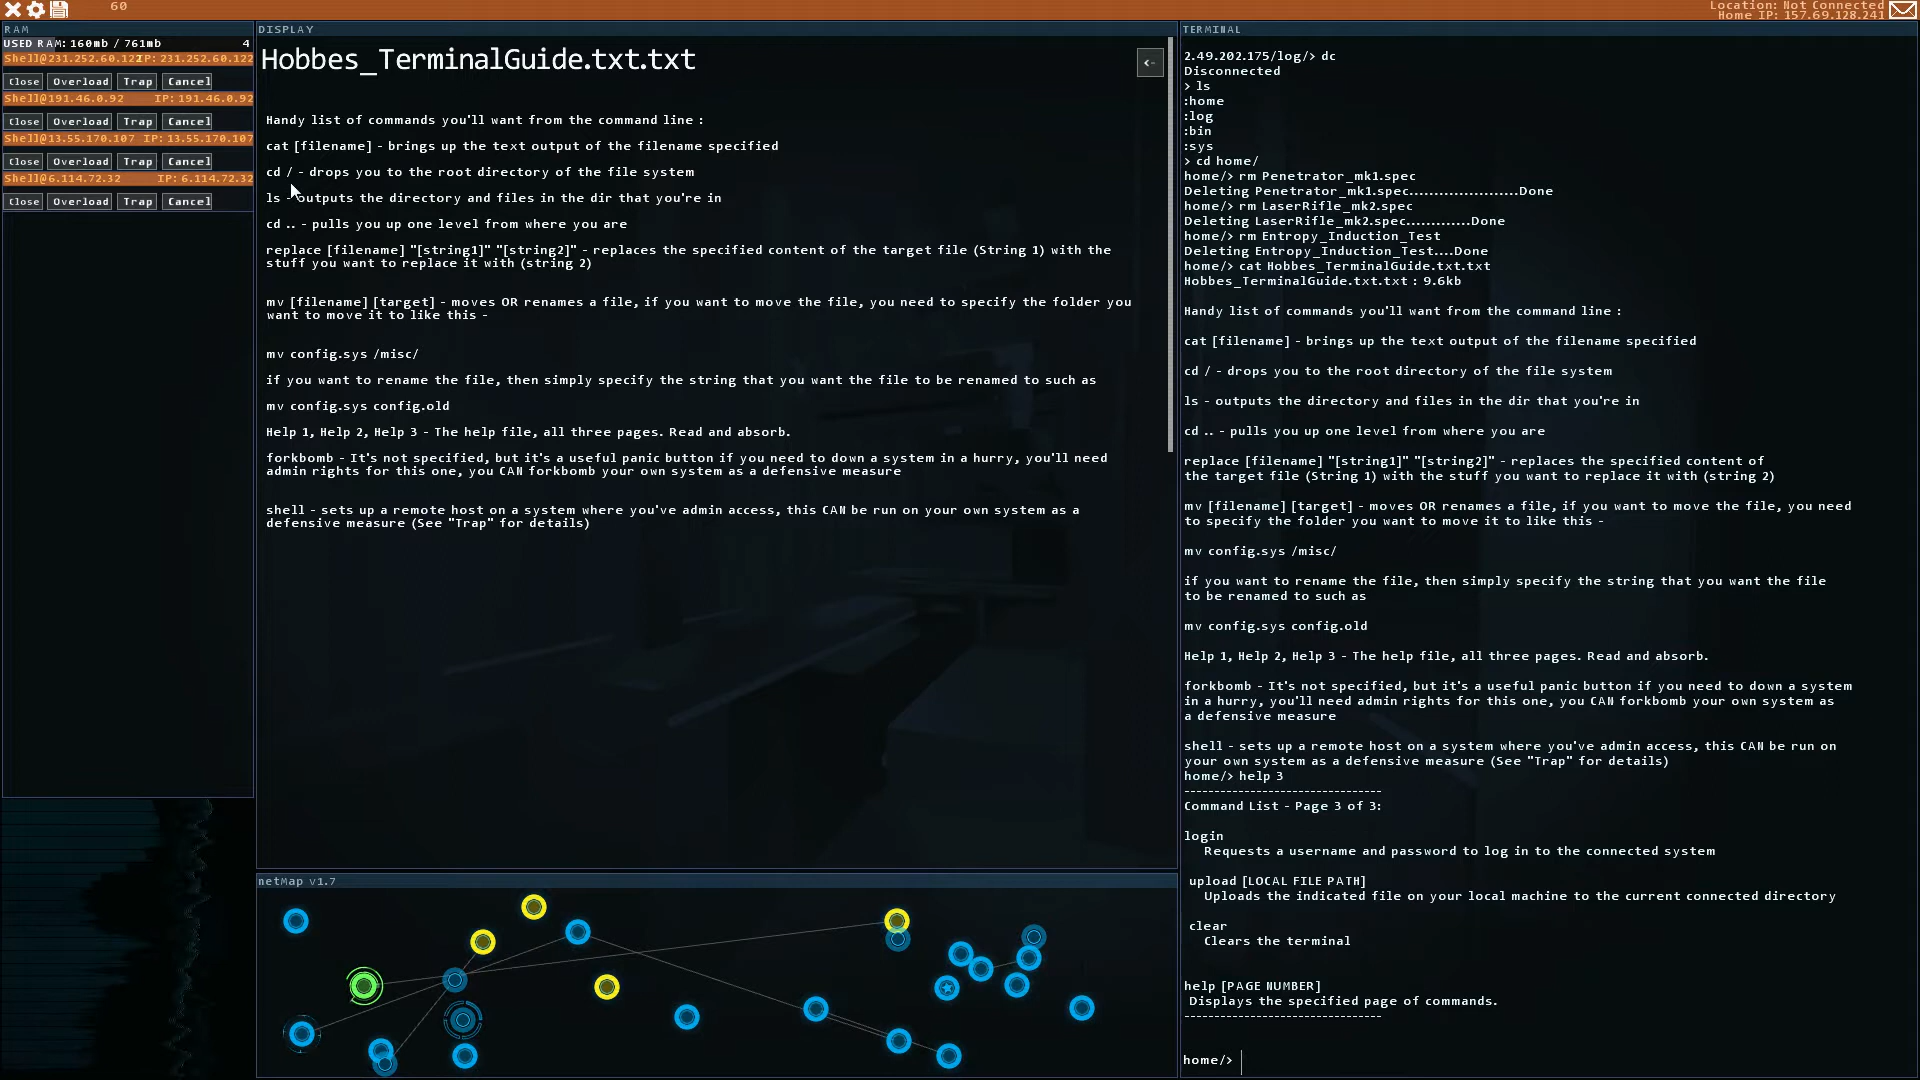 60
Location: Not Connected
Home IP: 157.69.128.241
RAM
USED RAM: 160mb / 761mb 4
Shell@231.252.60.122 IP: 231.252.60.122
Close Overload Trap Cancel
Shell@191.46.0.92 IP: 191.46.0.92
Close Overload Trap Cancel
Shell@13.55.170.107 IP: 13.55.170.107
Close Overload Trap Cancel
Shell@6.114.72.32 IP: 6.114.72.32
Close Overload Trap Cancel
DISPLAY
Hobbes_TerminalGuide.txt.txt
<-
Handy list of commands you'll want from the command line :
cat [filename] - brings up the text output of the filename specified
cd / - drops you to the root directory of the file system
ls - outputs the directory and files in the dir that you're in
cd .. - pulls you up one level from where you are
replace [filename] "[string1]" "[string2]" - replaces the specified content of the target file (String 1) with the
stuff you want to replace it with (string 2)
mv [filename] [target] - moves OR renames a file, if you want to move the file, you need to specify the folder you
want to move it to like this -
mv config.sys /misc/
if you want to rename the file, then simply specify the string that you want the file to be renamed to such as
mv config.sys config.old
Help 1, Help 2, Help 3 - The help file, all three pages. Read and absorb.
forkbomb - It's not specified, but it's a useful panic button if you need to down a system in a hurry, you'll need
admin rights for this one, you CAN forkbomb your own system as a defensive measure
shell - sets up a remote host on a system where you've admin access, this CAN be run on your own system as a
defensive measure (See "Trap" for details)
netMap v1.7
TERMINAL
2.49.202.175/log/> dc
Disconnected
> ls
:home
:log
:bin
:sys
> cd home/
home/> rm Penetrator_mk1.spec
Deleting Penetrator_mk1.spec......................Done
home/> rm LaserRifle_mk2.spec
Deleting LaserRifle_mk2.spec............Done
home/> rm Entropy_Induction_Test
Deleting Entropy_Induction_Test....Done
home/> cat Hobbes_TerminalGuide.txt.txt
Hobbes_TerminalGuide.txt.txt : 9.6kb
Handy list of commands you'll want from the command line :
cat [filename] - brings up the text output of the filename specified
cd / - drops you to the root directory of the file system
ls - outputs the directory and files in the dir that you're in
cd .. - pulls you up one level from where you are
replace [filename] "[string1]" "[string2]" - replaces the specified content of
the target file (String 1) with the stuff you want to replace it with (string 2)
mv [filename] [target] - moves OR renames a file, if you want to move the file, you need
to specify the folder you want to move it to like this -
mv config.sys /misc/
if you want to rename the file, then simply specify the string that you want the file
to be renamed to such as
mv config.sys config.old
Help 1, Help 2, Help 3 - The help file, all three pages. Read and absorb.
forkbomb - It's not specified, but it's a useful panic button if you need to down a system
in a hurry, you'll need admin rights for this one, you CAN forkbomb your own system as
a defensive measure
shell - sets up a remote host on a system where you've admin access, this CAN be run on
your own system as a defensive measure (See "Trap" for details)
home/> help 3
---------------------------------
Command List - Page 3 of 3:
login
Requests a username and password to log in to the connected system
upload [LOCAL FILE PATH]
Uploads the indicated file on your local machine to the current connected directory
clear
Clears the terminal
help [PAGE NUMBER]
Displays the specified page of commands.
---------------------------------
home/>